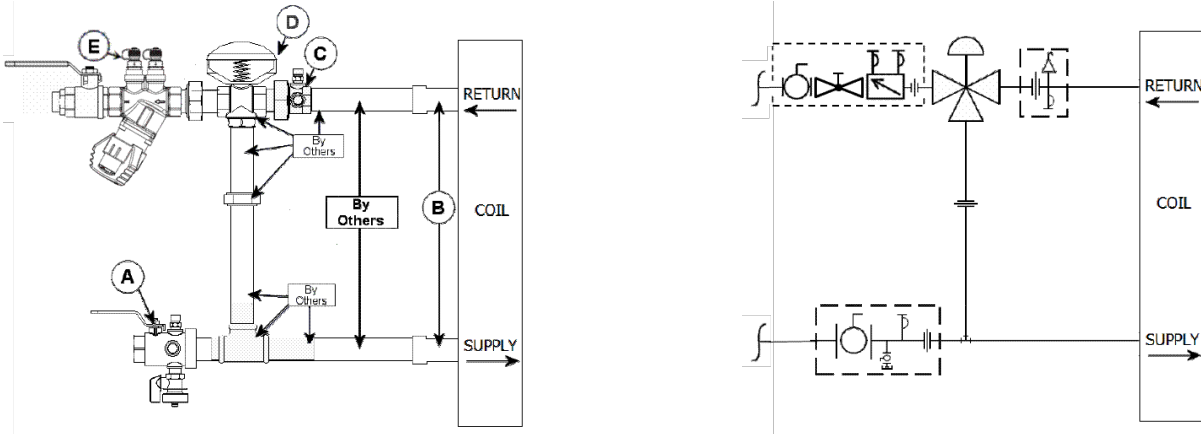 D
E
C
RETURN
By
Others
By
Others
B
COIL
A
By
Others
SUPPLY
RETURN
COIL
SUPPLY